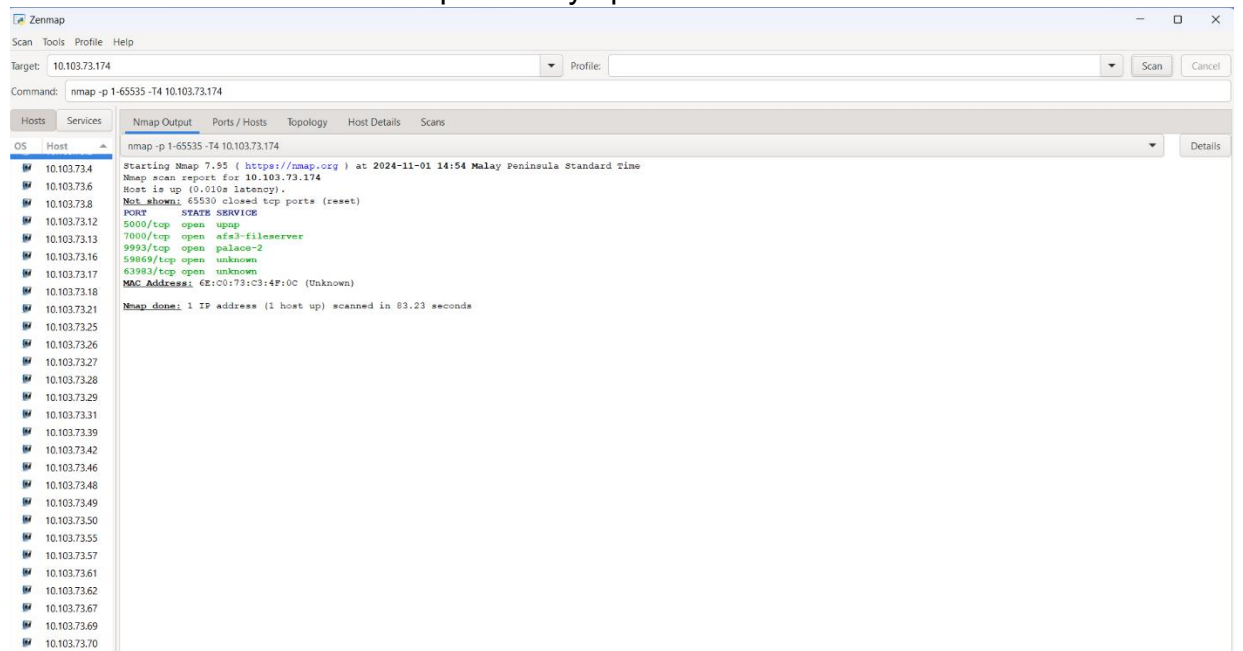 Zenmap
Scan Tools Profile Help
Target: 10.103.73.174 Profile: Scan Cancel
Command: nmap -p 1-65535 -T4 10.103.73.174
Hosts Services Nmap Output Ports / Hosts Topology Host Details Scans
OS Host nmap -p 1-65535 -T4 10.103.73.174 Details
10.103.73.4
10.103.73.6
10.103.73.8
10.103.73.12
10.103.73.13
10.103.73.16
10.103.73.17
10.103.73.18
10.103.73.21
10.103.73.25
10.103.73.26
10.103.73.27
10.103.73.28
10.103.73.29
10.103.73.31
10.103.73.39
10.103.73.42
10.103.73.46
10.103.73.48
10.103.73.49
10.103.73.50
10.103.73.55
10.103.73.57
10.103.73.61
10.103.73.62
10.103.73.67
10.103.73.69
10.103.73.70
Starting Nmap 7.95 ( https://nmap.org ) at 2024-11-01 14:54 Malay Peninsula Standard Time
Nmap scan report for 10.103.73.174
Host is up (0.010s latency).
Not shown: 65530 closed tcp ports (reset)
PORT STATE SERVICE
5000/tcp open upnp
7000/tcp open afs3-fileserver
9993/tcp open palace-2
59869/tcp open unknown
63983/tcp open unknown
MAC Address: 6E:C0:73:C3:4F:0C (Unknown)
Nmap done: 1 IP address (1 host up) scanned in 83.23 seconds